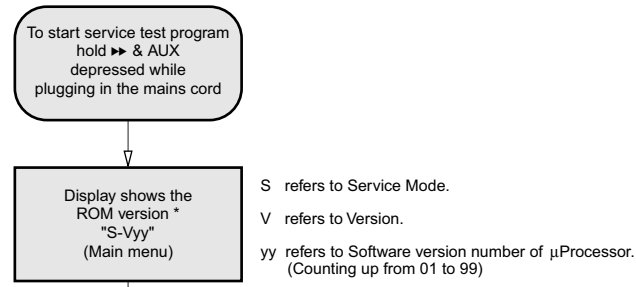 To start service test program
hold ▸▸ & AUX
depressed while
plugging in the mains cord
Display shows the
ROM version *
"S-Vyy"
(Main menu)
S refers to Service Mode.
V refers to Version.
yy refers to Software version number of µProcessor.
(Counting up from 01 to 99)